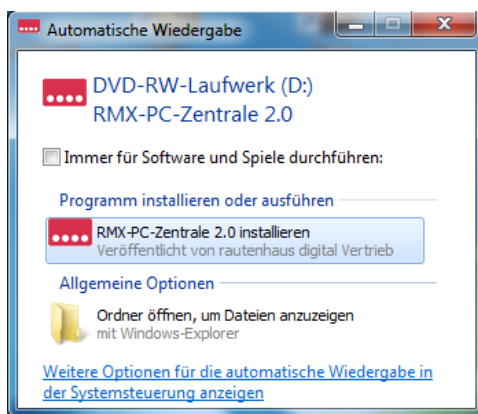 Automatische Wiedergabe
DVD-RW-Laufwerk (D:)
RMX-PC-Zentrale 2.0
Immer für Software und Spiele durchführen:
Programm installieren oder ausführen
RMX-PC-Zentrale 2.0 installieren
Veröffentlicht von rautenhaus digital Vertrieb
Allgemeine Optionen
Ordner öffnen, um Dateien anzuzeigen
mit Windows-Explorer
Weitere Optionen für die automatische Wiedergabe in
der Systemsteuerung anzeigen